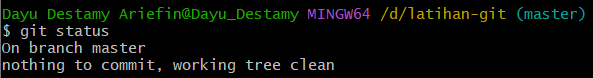 Dayu Destamy Ariefin@Dayu_Destamy MINGW64 /d/latihan-git (master)
$ git status
On branch master
nothing to commit, working tree clean